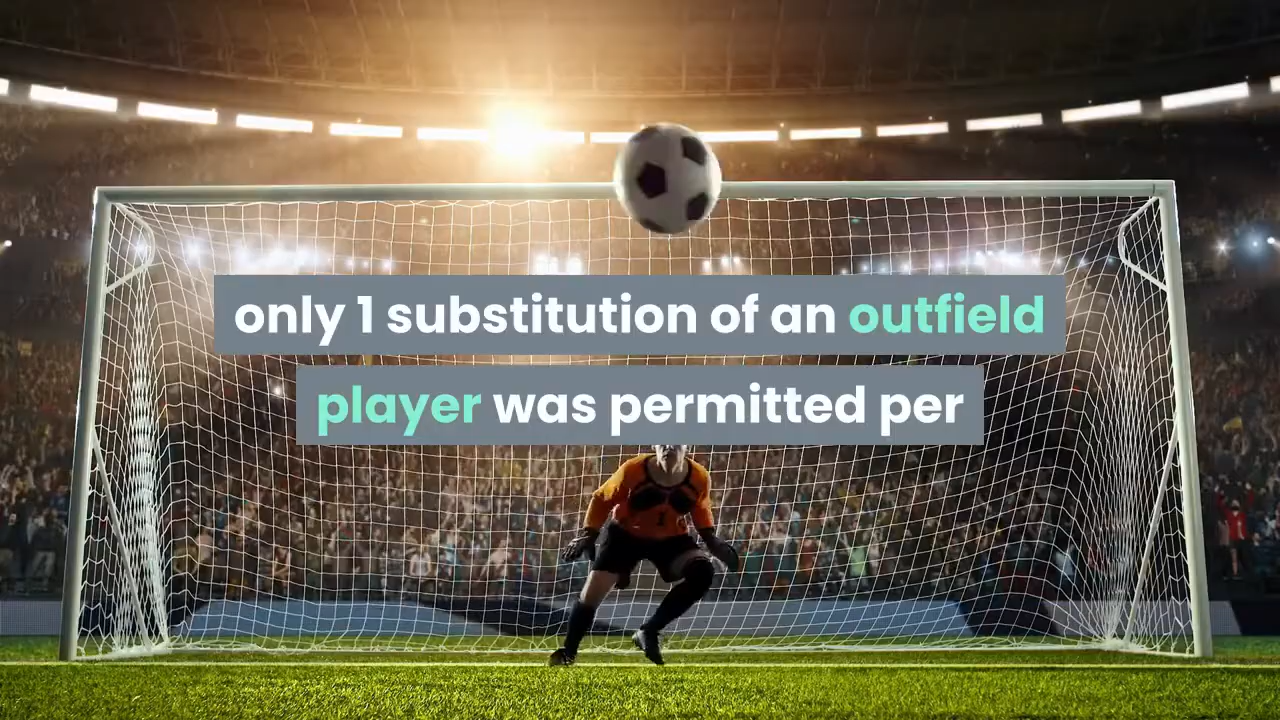 only 1 substitution of an outfield
player was permitted per